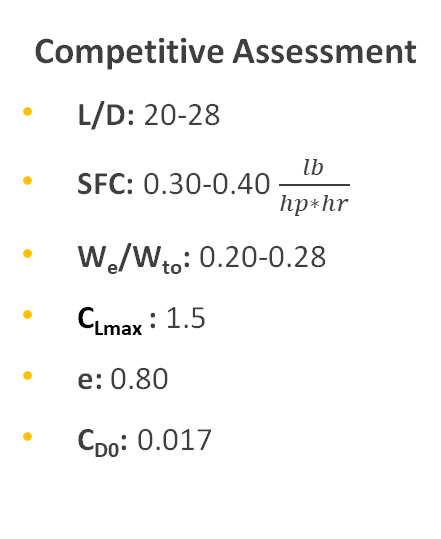 Competitive Assessment
• L/D: 20-28
• SFC: 0.30-0.40 lb/hp*hr
• We/Wto: 0.20-0.28
• CLmax : 1.5
• e: 0.80
• CD0: 0.017